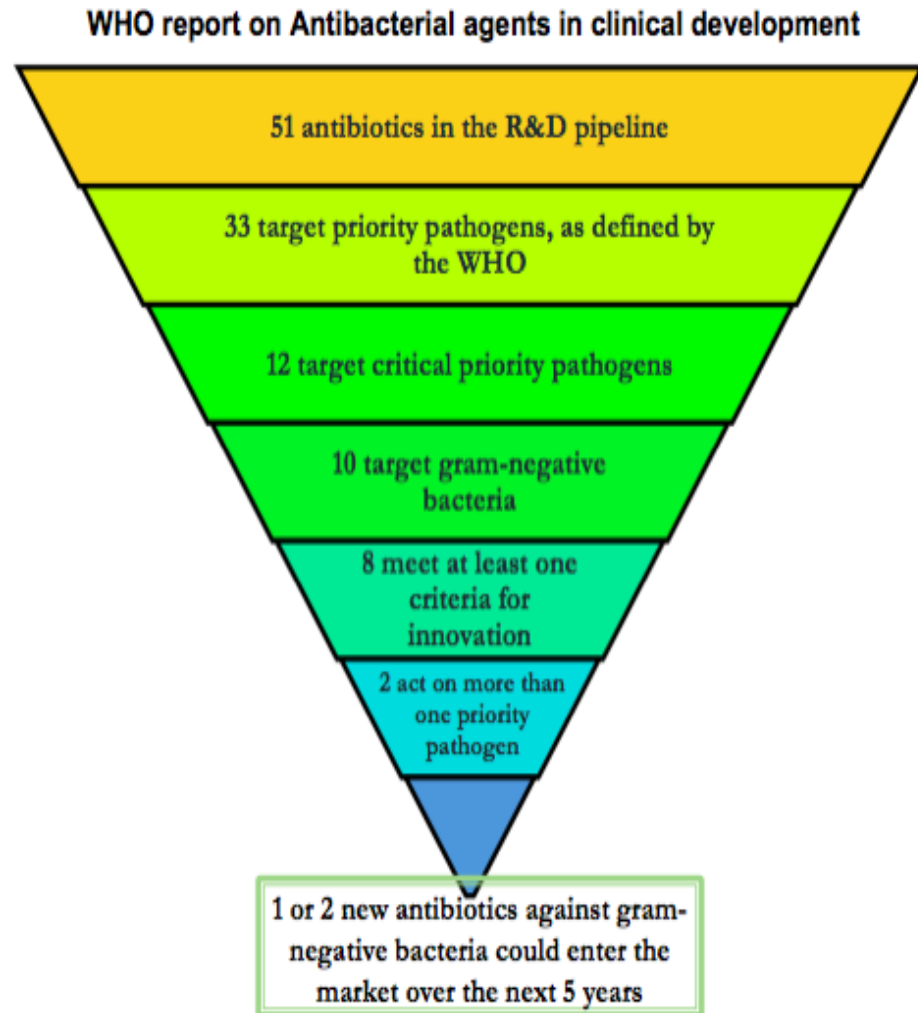 WHO report on Antibacterial agents in clinical development
51 antibiotics in the R&D pipeline
33 target priority pathogens, as defined by
the WHO
12 target critical priority pathogens
10 target gram-negative
bacteria
8 meet at least one
criteria for
innovation
2 act on more than
one priority
pathogen
1 or 2 new antibiotics against gram-
negative bacteria could enter the
market over the next 5 years